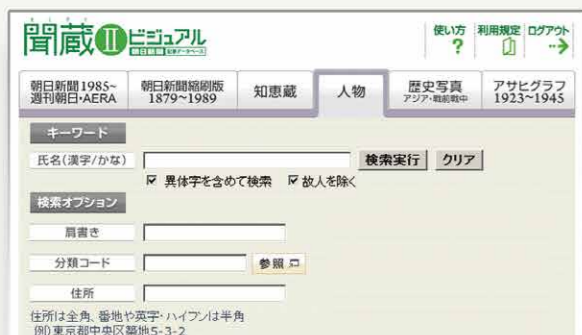 聞蔵IIビジュアル
朝日新聞記事データベース
使い方 利用規定 ログアウト
?
朝日新聞1985~ 朝日新聞縮刷版 知恵蔵 人物 歴史写真 アサヒグラフ
週刊朝日・AERA 1879~1989 アジア・戦前戦中 1923~1945
キーワード
氏名(漢字/かな) 検索実行 クリア
異体字を含めて検索 故人を除く
検索オプション
肩書き
分類コード 参照
住所
住所は全角、番地や英字・ハイフンは半角
例)東京都中央区築地5-3-2